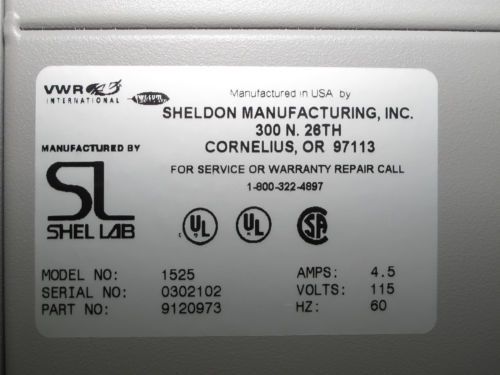 VWR
INTERNATIONAL
Manufactured in USA by
SHELDON MANUFACTURING, INC.
300 N. 26TH
CORNELIUS, OR 97113
MANUFACTURED BY
SL
SHEL LAB
FOR SERVICE OR WARRANTY REPAIR CALL
1-800-322-4897
UL
UL
SA
MODEL NO: 1525 AMPS: 4.5
SERIAL NO: 0302102 VOLTS: 115
PART NO: 9120973 HZ: 60